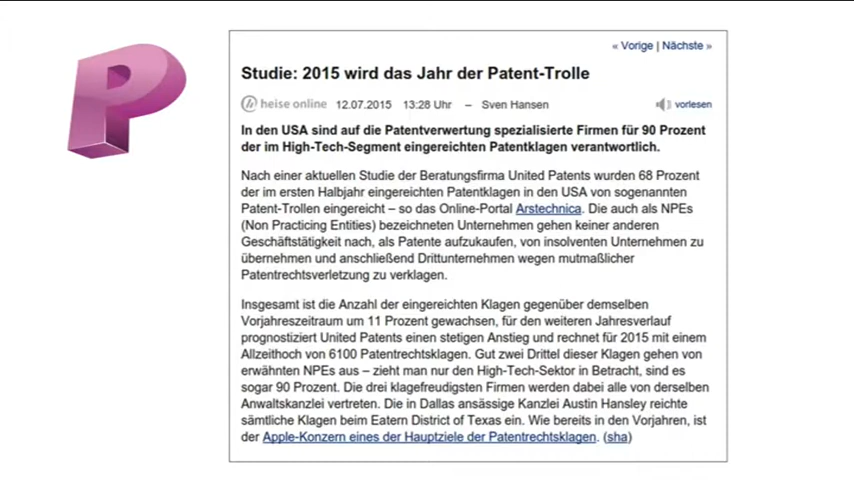 P
« Vorige | Nächste »
Studie: 2015 wird das Jahr der Patent-Trolle
heise online 12.07.2015 13:28 Uhr – Sven Hansen vorlesen
In den USA sind auf die Patentverwertung spezialisierte Firmen für 90 Prozent
der im High-Tech-Segment eingereichten Patentklagen verantwortlich.
Nach einer aktuellen Studie der Beratungsfirma United Patents wurden 68 Prozent
der im ersten Halbjahr eingereichten Patentklagen in den USA von sogenannten
Patent-Trollen eingereicht – so das Online-Portal Arstechnica. Die auch als NPEs
(Non Practicing Entities) bezeichneten Unternehmen gehen keiner anderen
Geschäftstätigkeit nach, als Patente aufzukaufen, von insolventen Unternehmen zu
übernehmen und anschließend Drittunternehmen wegen mutmaßlicher
Patentrechtsverletzung zu verklagen.
Insgesamt ist die Anzahl der eingereichten Klagen gegenüber demselben
Vorjahreszeitraum um 11 Prozent gewachsen, für den weiteren Jahresverlauf
prognostiziert United Patents einen stetigen Anstieg und rechnet für 2015 mit einem
Allzeithoch von 6100 Patentrechtsklagen. Gut zwei Drittel dieser Klagen gehen von
erwähnten NPEs aus – zieht man nur den High-Tech-Sektor in Betracht, sind es
sogar 90 Prozent. Die drei klagefreudigsten Firmen werden dabei alle von derselben
Anwaltskanzlei vertreten. Die in Dallas ansässige Kanzlei Austin Hansley reichte
sämtliche Klagen beim Eatern District of Texas ein. Wie bereits in den Vorjahren, ist
der Apple-Konzern eines der Hauptziele der Patentrechtsklagen. (sha)